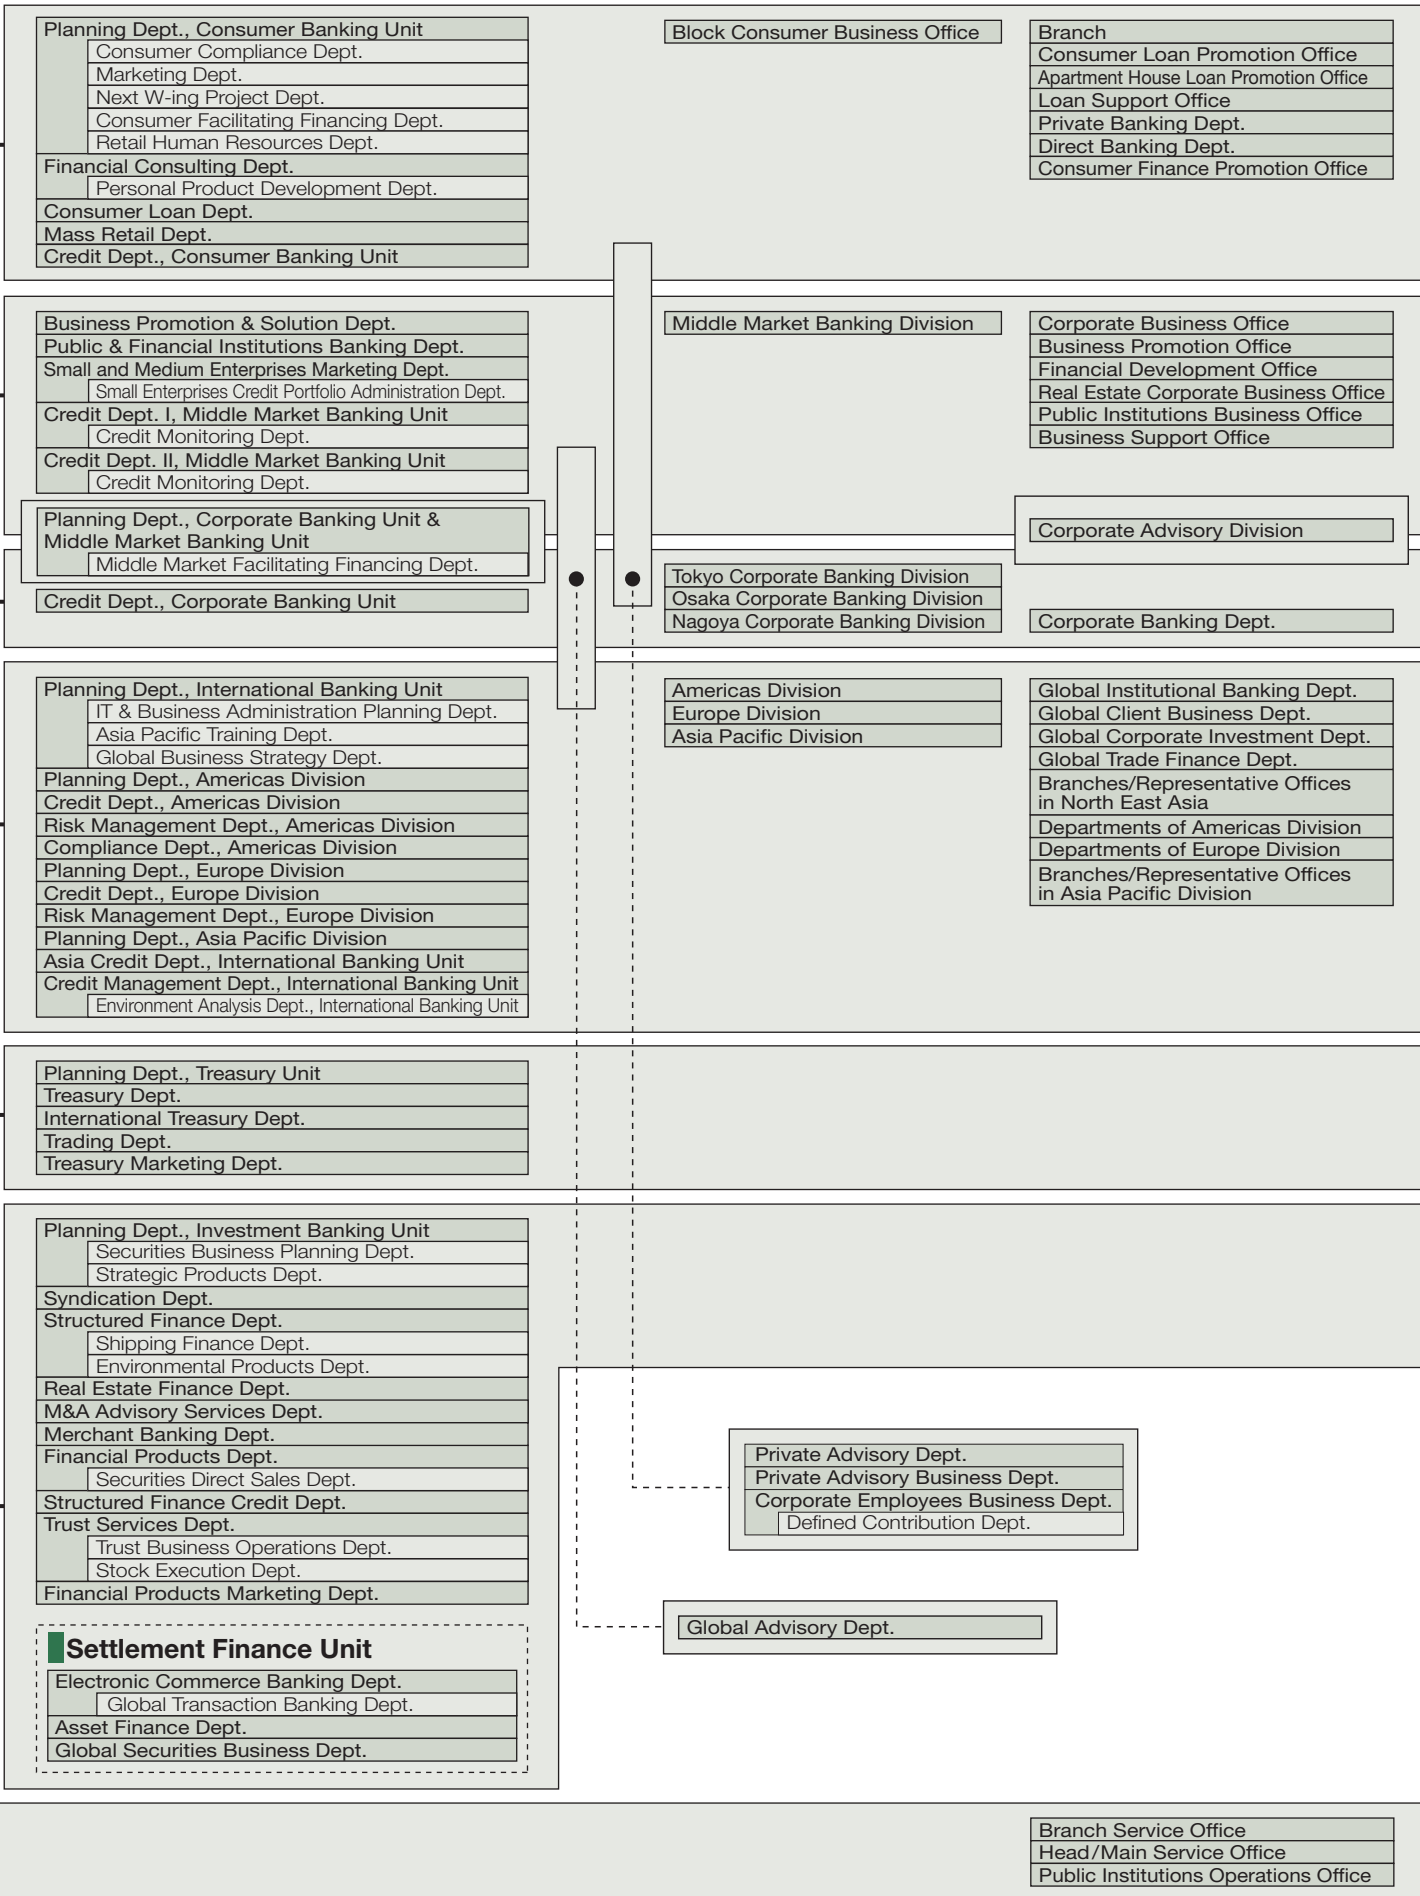 Planning Dept., Consumer Banking Unit
Consumer Compliance Dept.
Marketing Dept.
Next W-ing Project Dept.
Consumer Facilitating Financing Dept.
Retail Human Resources Dept.
Financial Consulting Dept.
Personal Product Development Dept.
Consumer Loan Dept.
Mass Retail Dept.
Credit Dept., Consumer Banking Unit
Block Consumer Business Office
Branch
Consumer Loan Promotion Office
Apartment House Loan Promotion Office
Loan Support Office
Private Banking Dept.
Direct Banking Dept.
Consumer Finance Promotion Office
Business Promotion & Solution Dept.
Public & Financial Institutions Banking Dept.
Small and Medium Enterprises Marketing Dept.
Small Enterprises Credit Portfolio Administration Dept.
Credit Dept. I, Middle Market Banking Unit
Credit Monitoring Dept.
Credit Dept. II, Middle Market Banking Unit
Credit Monitoring Dept.
Middle Market Banking Division
Corporate Business Office
Business Promotion Office
Financial Development Office
Real Estate Corporate Business Office
Public Institutions Business Office
Business Support Office
Planning Dept., Corporate Banking Unit &
Middle Market Banking Unit
Middle Market Facilitating Financing Dept.
Corporate Advisory Division
Credit Dept., Corporate Banking Unit
Tokyo Corporate Banking Division
Osaka Corporate Banking Division
Nagoya Corporate Banking Division
Corporate Banking Dept.
Planning Dept., International Banking Unit
IT & Business Administration Planning Dept.
Asia Pacific Training Dept.
Global Business Strategy Dept.
Planning Dept., Americas Division
Credit Dept., Americas Division
Risk Management Dept., Americas Division
Compliance Dept., Americas Division
Planning Dept., Europe Division
Credit Dept., Europe Division
Risk Management Dept., Europe Division
Planning Dept., Asia Pacific Division
Asia Credit Dept., International Banking Unit
Credit Management Dept., International Banking Unit
Environment Analysis Dept., International Banking Unit
Americas Division
Europe Division
Asia Pacific Division
Global Institutional Banking Dept.
Global Client Business Dept.
Global Corporate Investment Dept.
Global Trade Finance Dept.
Branches/Representative Offices
in North East Asia
Departments of Americas Division
Departments of Europe Division
Branches/Representative Offices
in Asia Pacific Division
Planning Dept., Treasury Unit
Treasury Dept.
International Treasury Dept.
Trading Dept.
Treasury Marketing Dept.
Planning Dept., Investment Banking Unit
Securities Business Planning Dept.
Strategic Products Dept.
Syndication Dept.
Structured Finance Dept.
Shipping Finance Dept.
Environmental Products Dept.
Real Estate Finance Dept.
M&A Advisory Services Dept.
Merchant Banking Dept.
Financial Products Dept.
Securities Direct Sales Dept.
Structured Finance Credit Dept.
Trust Services Dept.
Trust Business Operations Dept.
Stock Execution Dept.
Financial Products Marketing Dept.
Private Advisory Dept.
Private Advisory Business Dept.
Corporate Employees Business Dept.
Defined Contribution Dept.
Global Advisory Dept.
Settlement Finance Unit
Electronic Commerce Banking Dept.
Global Transaction Banking Dept.
Asset Finance Dept.
Global Securities Business Dept.
Branch Service Office
Head/Main Service Office
Public Institutions Operations Office